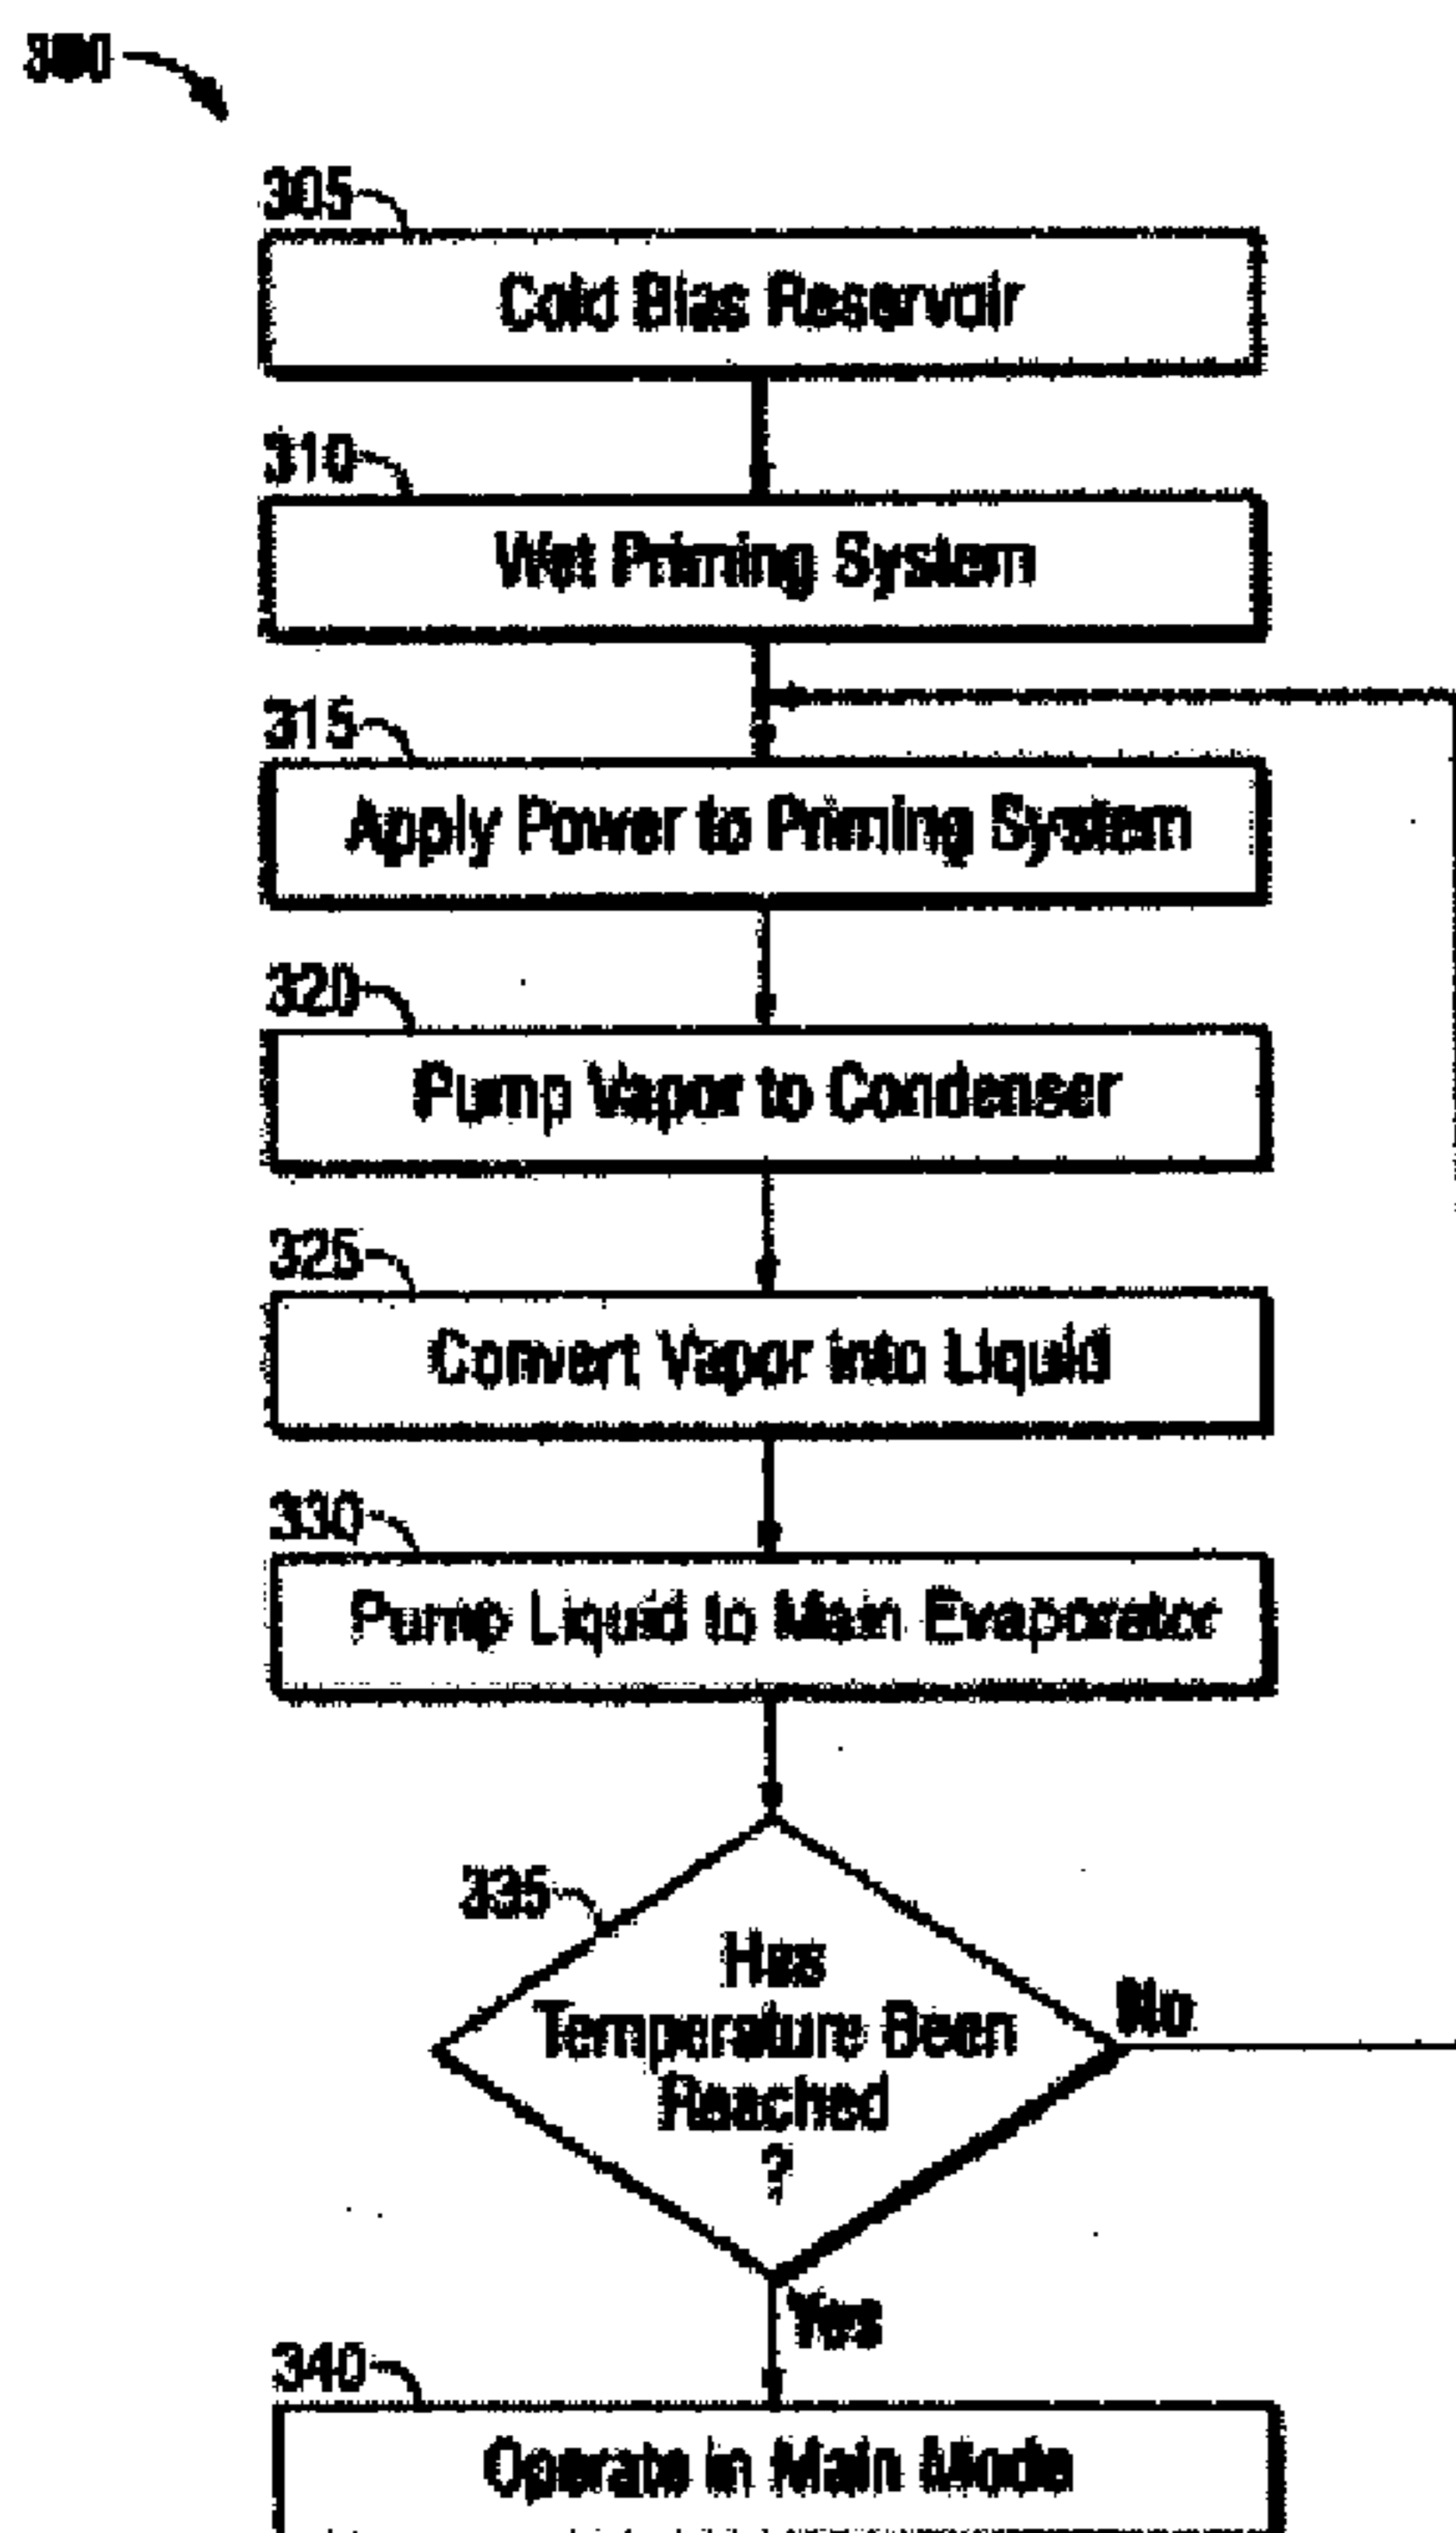 300
305
Cold Bias Reservoir
310
Wet Priming System
315
Apply Power to Priming System
320
Pump Vapor to Condenser
325
Convert Vapor into Liquid
330
Pump Liquid to Main Evaporator
335
Has
Temperature Been
Reached
?
No
Yes
340
Operate in Main Mode